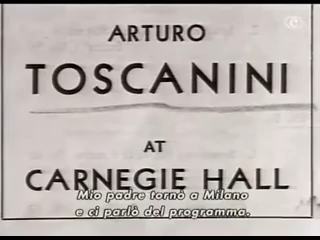 ARTURO
TOSCANINI
AT
CARNEGIE HALL
Mio padre tornò a Milano
e ci parlò del programma.